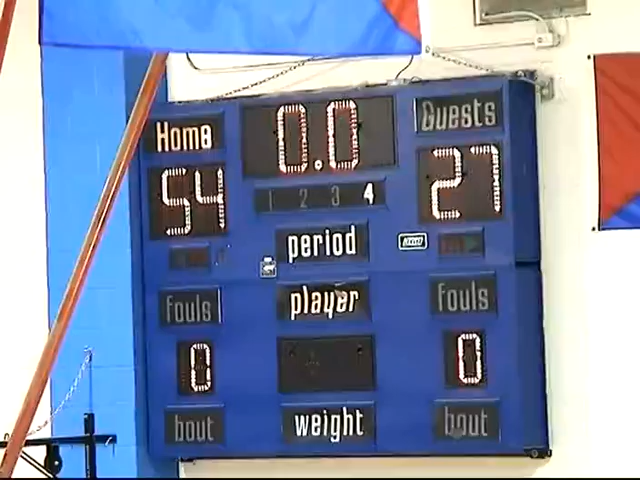 Home 0.0 Guests
54 1 2 3 4 27
period
fouls player fouls
0 0
bout weight bout